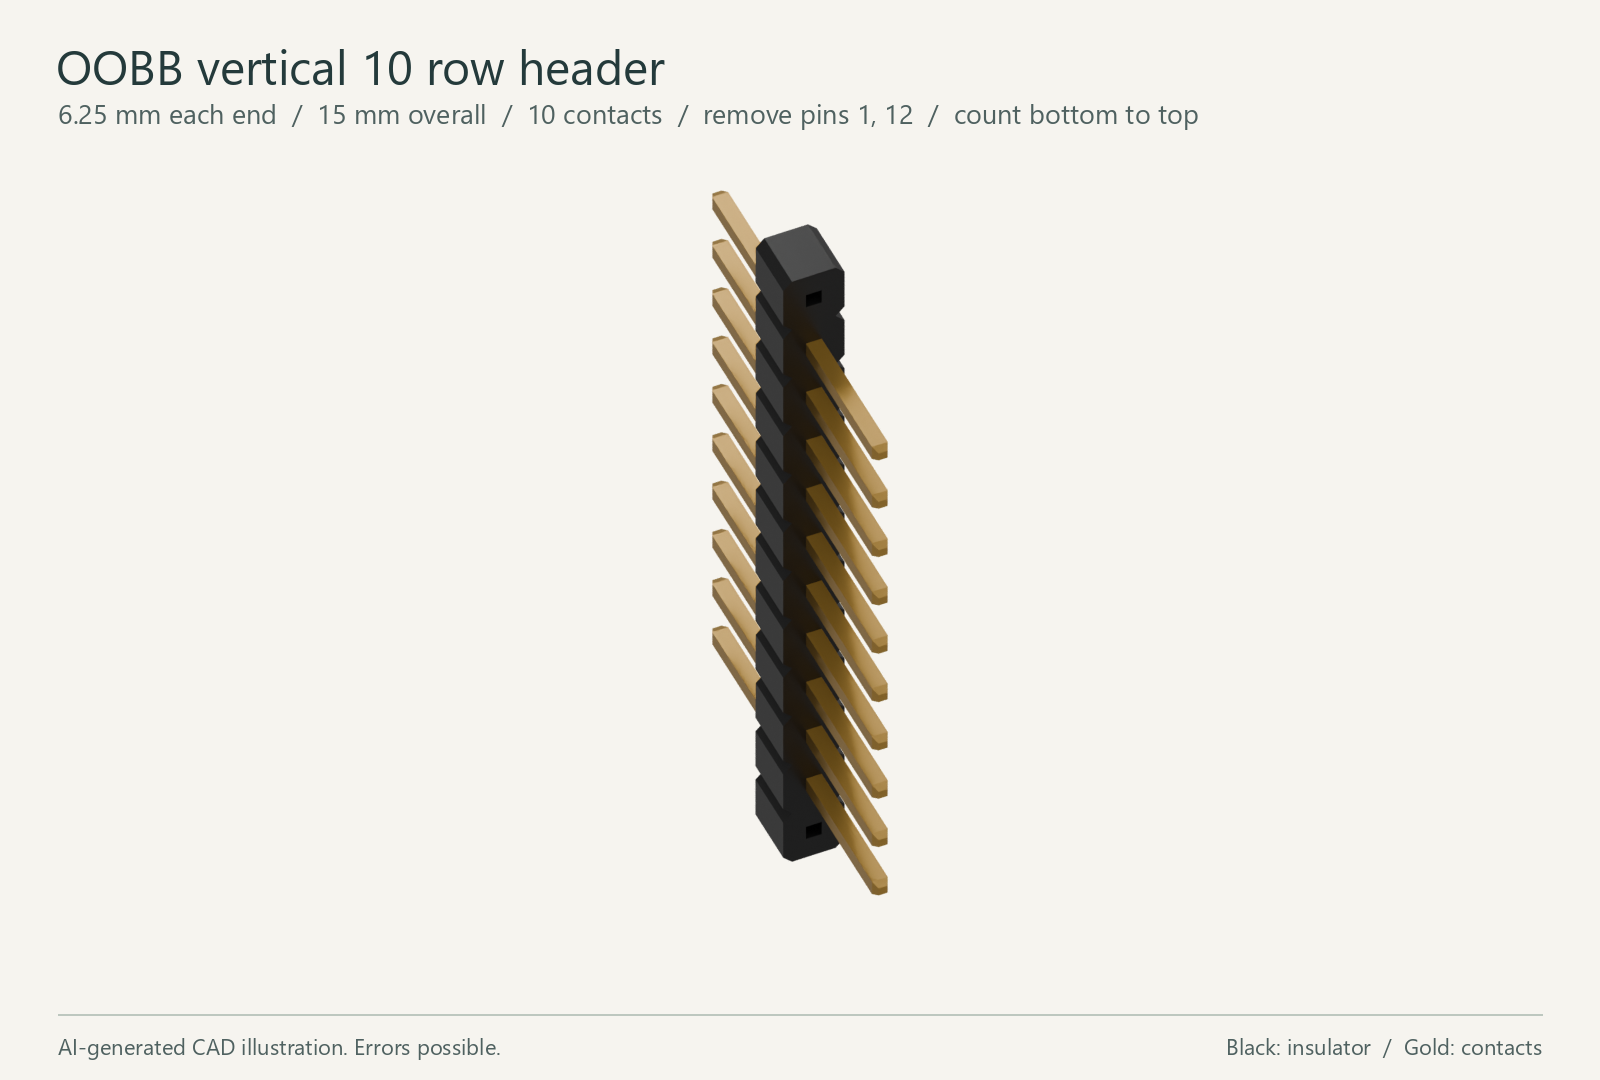 OOBB vertical 10 row header
6.25 mm each end / 15 mm overall / 10 contacts / remove pins 1, 12 / count bottom to top
AI-generated CAD illustration. Errors possible.
Black: insulator / Gold: contacts